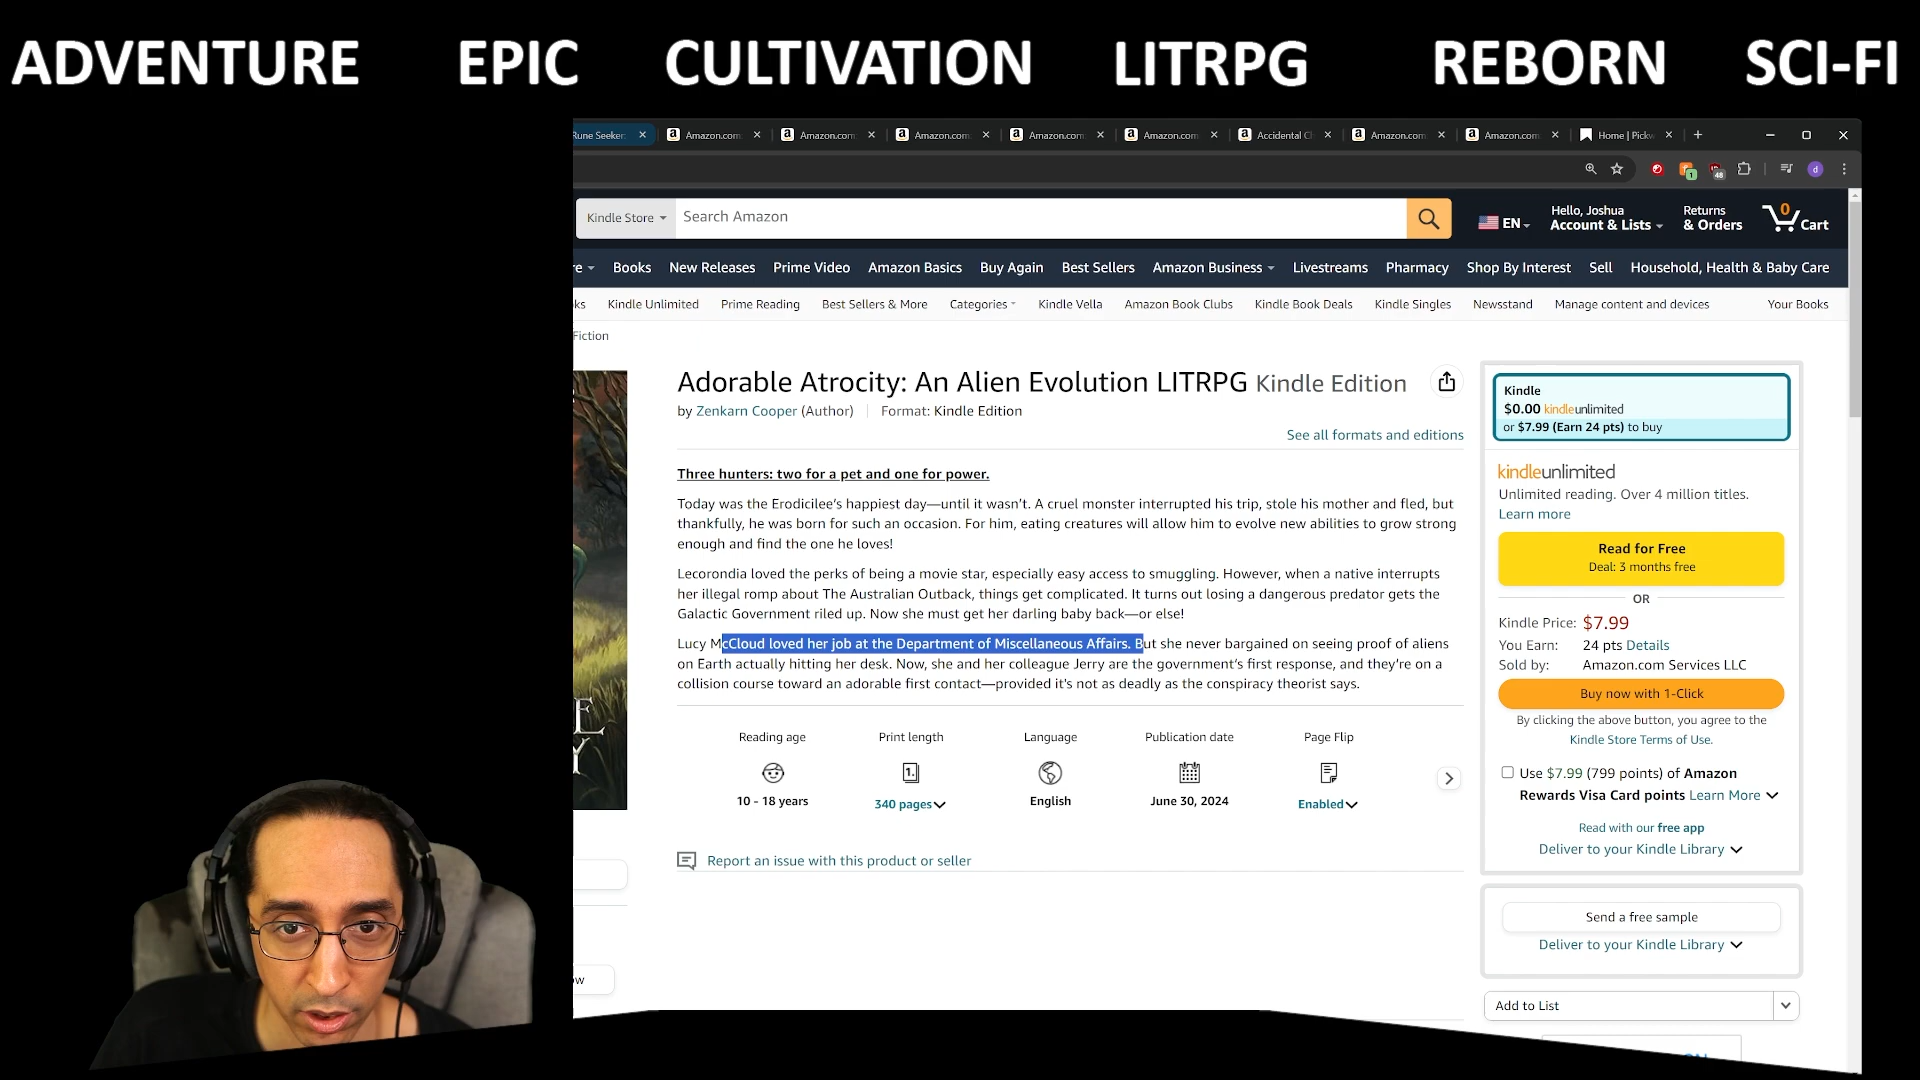 ADVENTURE EPIC CULTIVATION LITRPG REBORN SCI-FI
Rune Seeker: Amazon.com Amazon.com Amazon.com Amazon.com Amazon.com Accidental C Amazon.com Amazon.com Home | Pickw
1 48 d
Kindle Store Search Amazon EN Hello, Joshua Account & Lists Returns & Orders 0 Cart
re Books New Releases Prime Video Amazon Basics Buy Again Best Sellers Amazon Business Livestreams Pharmacy Shop By Interest Sell Household, Health & Baby Care
ks Kindle Unlimited Prime Reading Best Sellers & More Categories Kindle Vella Amazon Book Clubs Kindle Book Deals Kindle Singles Newsstand Manage content and devices Your Books
Fiction
Adorable Atrocity: An Alien Evolution LITRPG Kindle Edition
by Zenkarn Cooper (Author) Format: Kindle Edition
See all formats and editions
Three hunters: two for a pet and one for power.
Today was the Erodicilee's happiest day—until it wasn't. A cruel monster interrupted his trip, stole his mother and fled, but
thankfully, he was born for such an occasion. For him, eating creatures will allow him to evolve new abilities to grow strong
enough and find the one he loves!
Lecorondia loved the perks of being a movie star, especially easy access to smuggling. However, when a native interrupts
her illegal romp about The Australian Outback, things get complicated. It turns out losing a dangerous predator gets the
Galactic Government riled up. Now she must get her darling baby back—or else!
Lucy McCloud loved her job at the Department of Miscellaneous Affairs. But she never bargained on seeing proof of aliens
on Earth actually hitting her desk. Now, she and her colleague Jerry are the government's first response, and they're on a
collision course toward an adorable first contact—provided it's not as deadly as the conspiracy theorist says.
Reading age Print length Language Publication date Page Flip
1.
10 - 18 years 340 pages English June 30, 2024 Enabled
Report an issue with this product or seller
Kindle
$0.00 kindleunlimited
or $7.99 (Earn 24 pts) to buy
kindleunlimited
Unlimited reading. Over 4 million titles.
Learn more
Read for Free
Deal: 3 months free
OR
Kindle Price: $7.99
You Earn: 24 pts Details
Sold by: Amazon.com Services LLC
Buy now with 1-Click
By clicking the above button, you agree to the
Kindle Store Terms of Use.
Use $7.99 (799 points) of Amazon
Rewards Visa Card points Learn More
Read with our free app
Deliver to your Kindle Library
Send a free sample
Deliver to your Kindle Library
Add to List
E
Y
ow